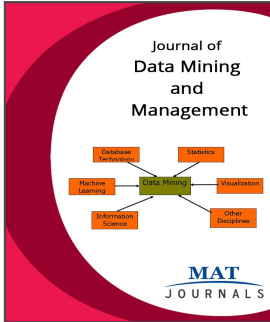 Journal of
Data Mining
and
Management
Database
Technology
Statistics
Machine
Learning
Data Mining
Visualization
Information
Science
Other
Disciplines
MAT
JOURNALS